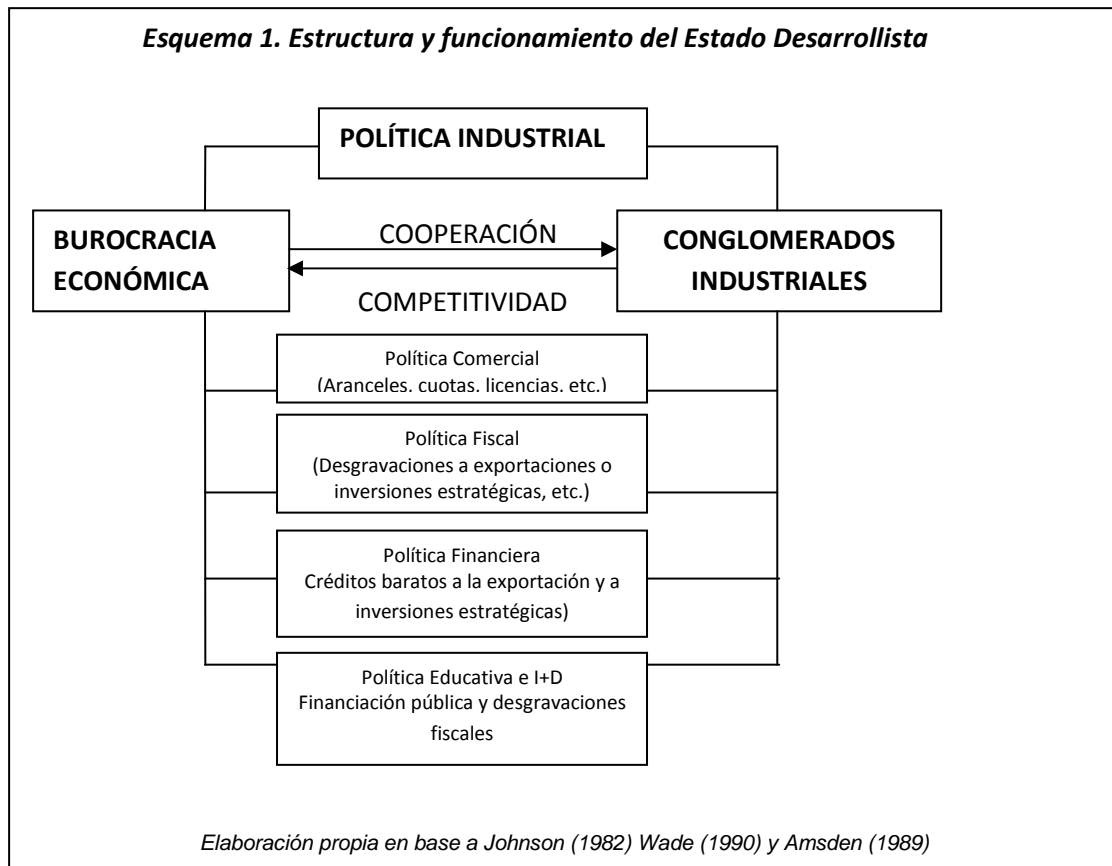 Esquema 1. Estructura y funcionamiento del Estado Desarrollista
POLÍTICA INDUSTRIAL
BUROCRACIA
ECONÓMICA
COOPERACIÓN
COMPETITIVIDAD
CONGLOMERADOS
INDUSTRIALES
Política Comercial
(Aranceles, cuotas, licencias, etc.)
Política Fiscal
(Desgravaciones a exportaciones o
inversiones estratégicas, etc.)
Política Financiera
Créditos baratos a la exportación y a
inversiones estratégicas)
Política Educativa e I+D
Financiación pública y desgravaciones
fiscales
Elaboración propia en base a Johnson (1982) Wade (1990) y Amsden (1989)